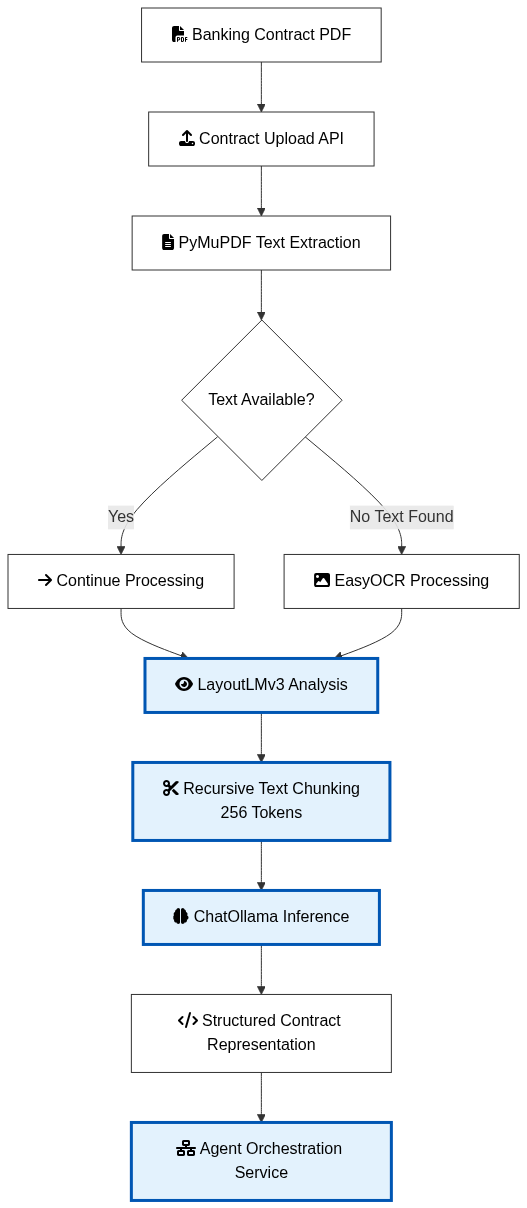 Banking Contract PDF
Contract Upload API
PyMuPDF Text Extraction
Text Available?
Yes
No Text Found
Continue Processing
EasyOCR Processing
LayoutLMv3 Analysis
Recursive Text Chunking
256 Tokens
ChatOllama Inference
Structured Contract
Representation
Agent Orchestration
Service